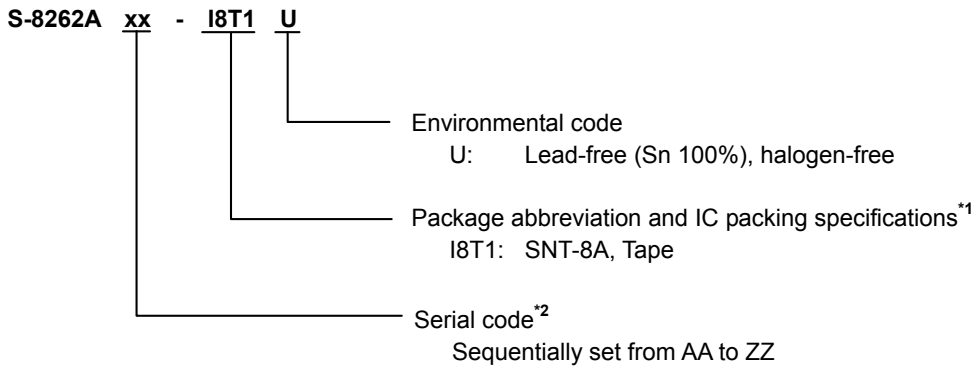 S-8262A xx - I8T1 U
Environmental code
U: Lead-free (Sn 100%), halogen-free
Package abbreviation and IC packing specifications*1
I8T1: SNT-8A, Tape
Serial code*2
Sequentially set from AA to ZZ